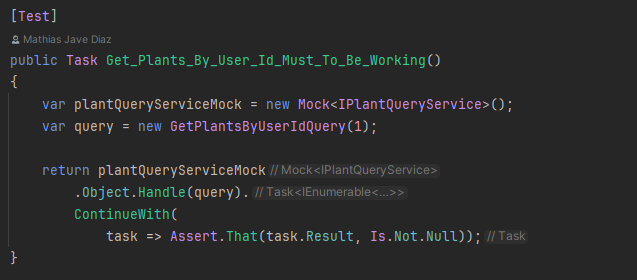 [Test]
Mathias Jave Diaz
public Task Get_Plants_By_User_Id_Must_To_Be_Working()
{
    var plantQueryServiceMock = new Mock<IPlantQueryService>();
    var query = new GetPlantsByUserIdQuery(1);

    return plantQueryServiceMock // Mock<IPlantQueryService>
        .Object.Handle(query). // Task<IEnumerable<...>>
        ContinueWith(
            task => Assert.That(task.Result, Is.Not.Null)); // Task
}